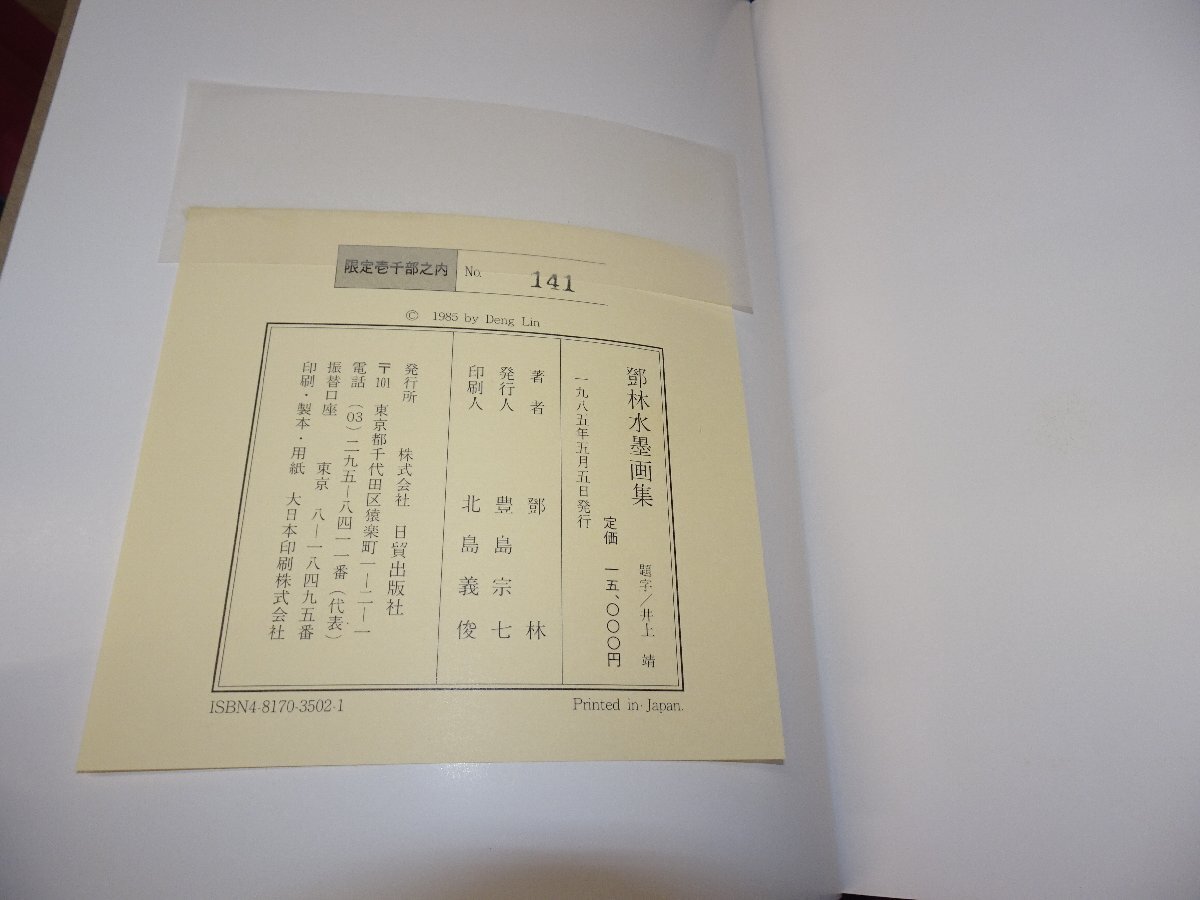 限定壱千部之内 No. 141
© 1985 by Deng Lin
鄧林水墨画集
題字／井上 靖
定価 一五、〇〇〇円
一九八五年五月五日発行
著者 鄧林
発行人 豊島宗七
印刷人 北島義俊
発行所 株式会社 日貿出版社
〒101 東京都千代田区猿楽町一－二－一
電話 (03) 二九五－八四一一番（代表）
振替口座 東京 八－一八四九五番
印刷・製本・用紙 大日本印刷株式会社
ISBN4-8170-3502-1
Printed in Japan.